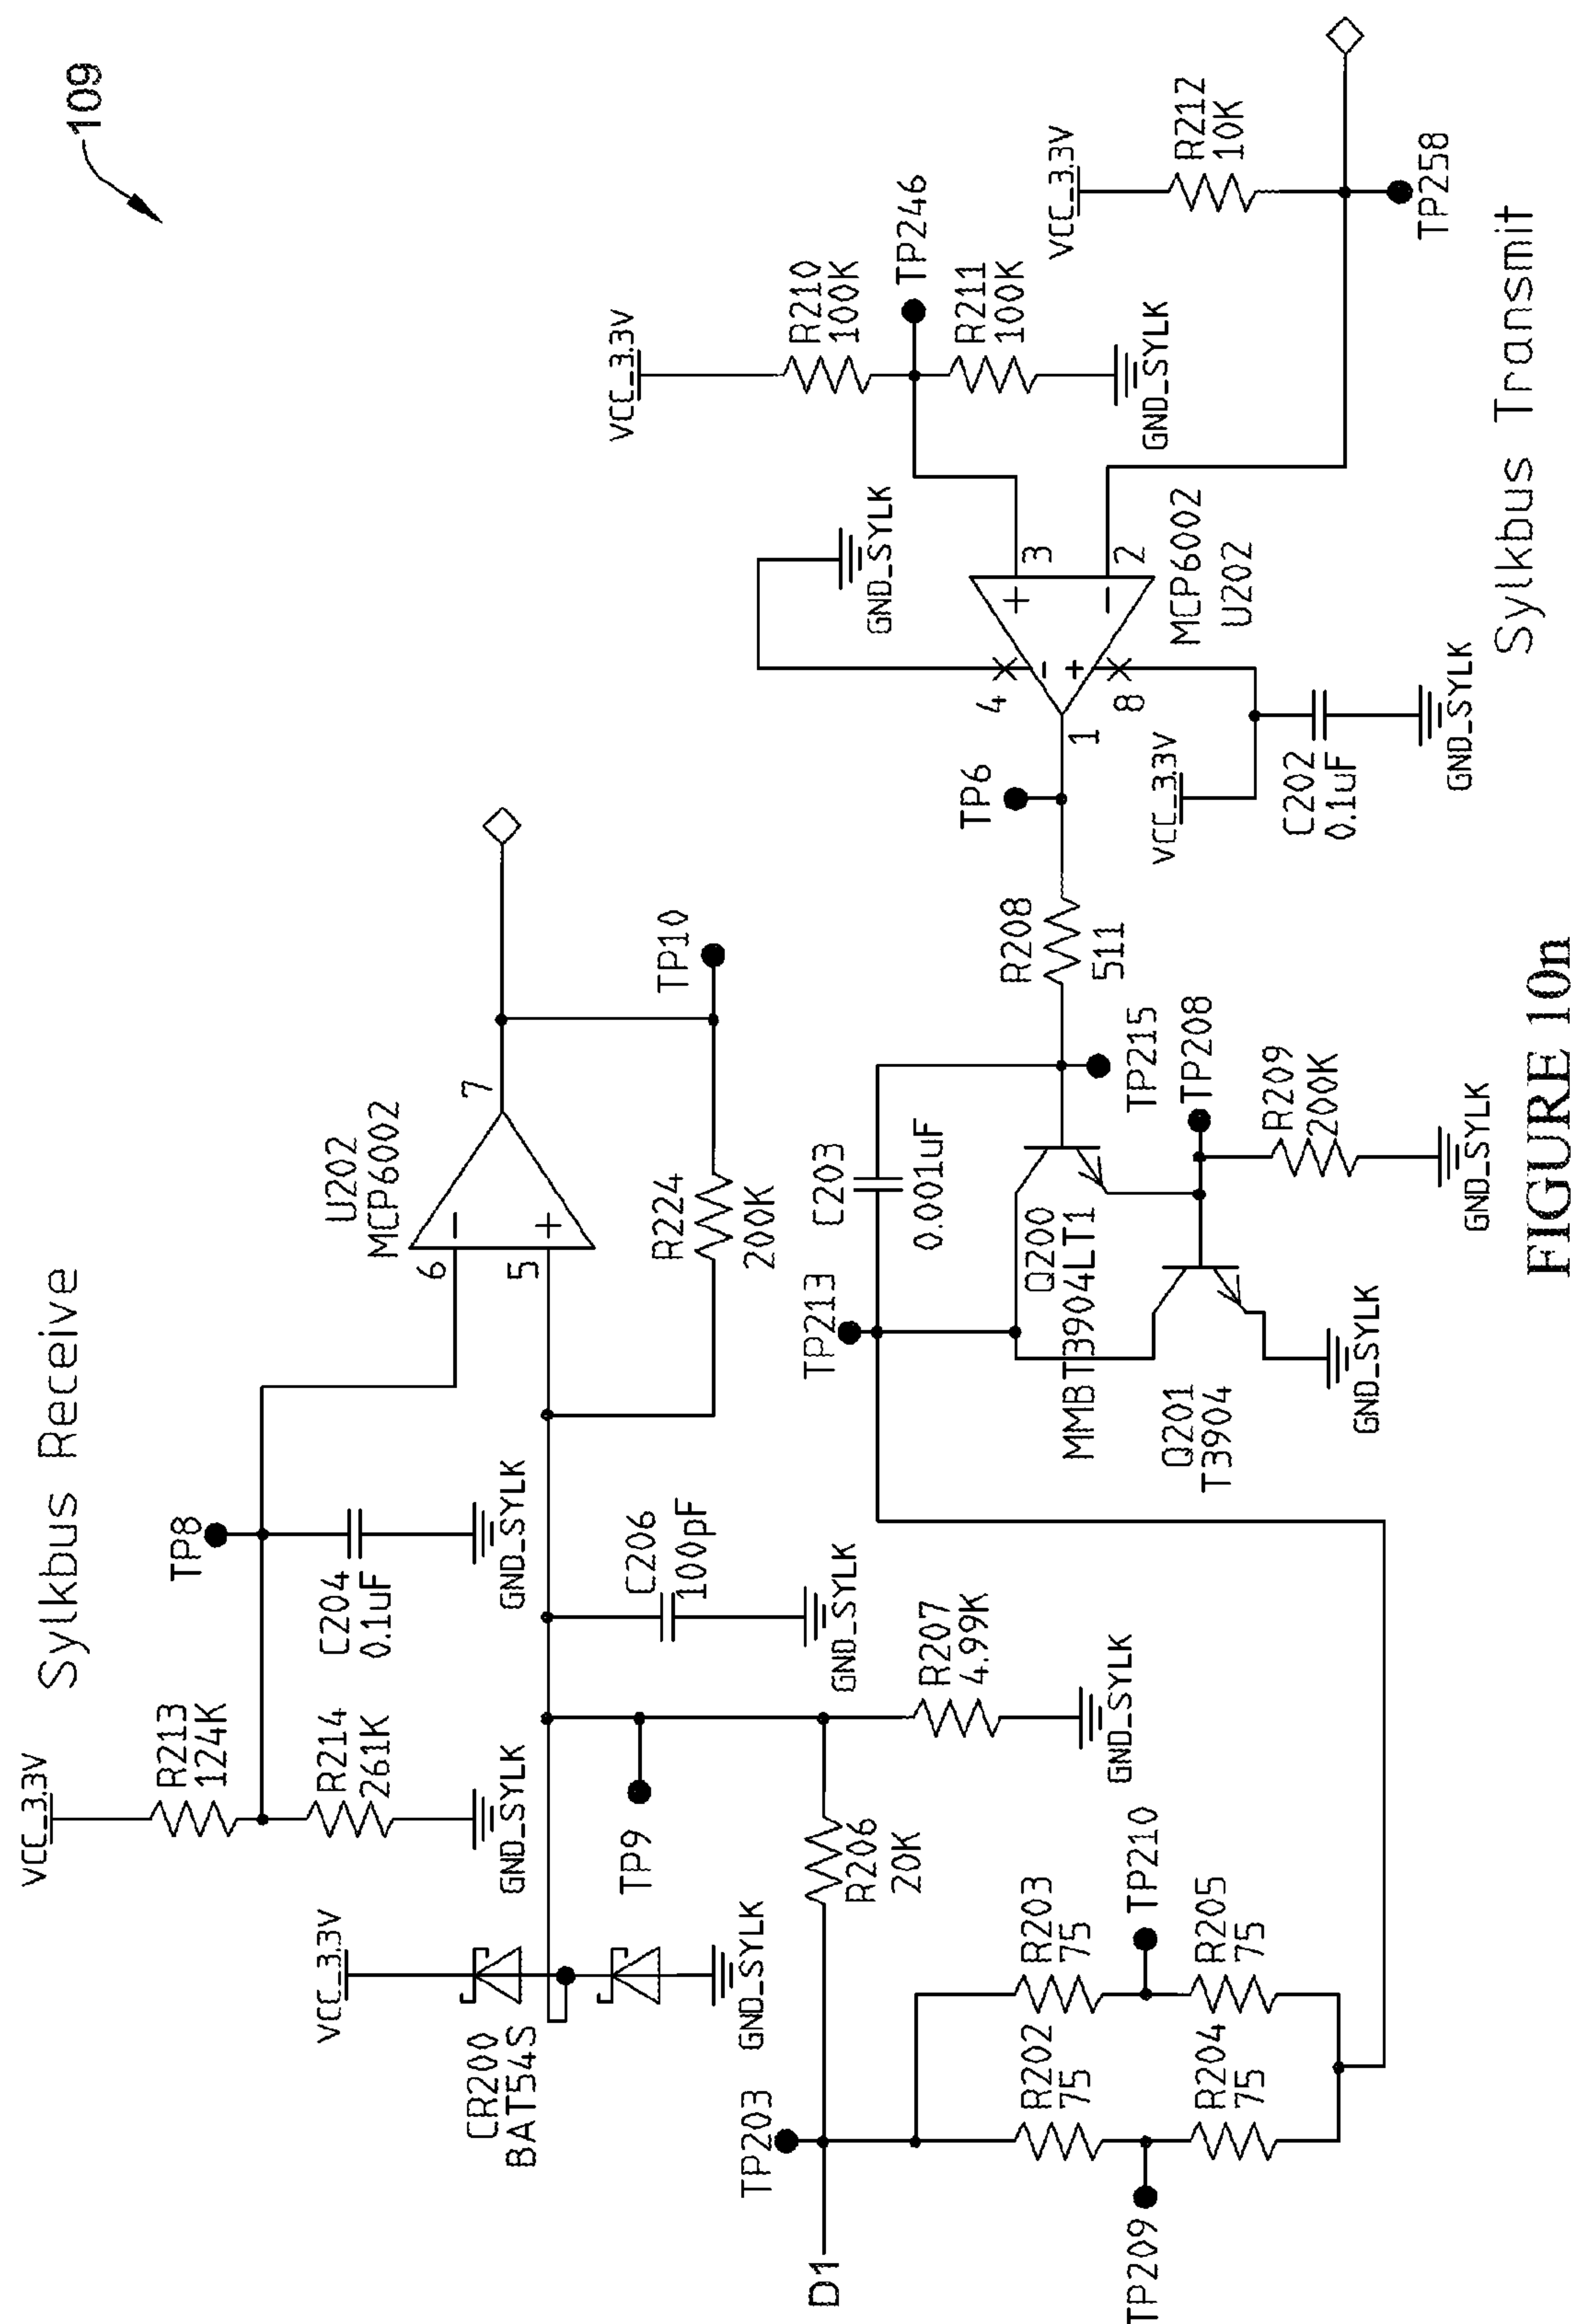 109
Sylkbus Receive
VCC_3.3V
R213
124K
R214
261K
GND_SYLK
TP8
C204
0.1uF
GND_SYLK
VCC_3.3V
CR200
BAT54S
GND_SYLK
TP9
C206
100pF
GND_SYLK
6
5
7
U202
MCP6002
R224
200K
TP10
D1
TP203
R206
20K
R207
4.99K
GND_SYLK
R202
75
R203
75
TP209
TP210
R204
75
R205
75
TP213
C203
0.001uF
Q200
MMBT3904LT1
Q201
T3904
GND_SYLK
TP215
TP208
R209
200K
GND_SYLK
R208
511
TP6
1
4
8
3
2
MCP6002
U202
GND_SYLK
VCC_3.3V
C202
0.1uF
GND_SYLK
VCC_3.3V
R210
100K
TP246
R211
100K
GND_SYLK
VCC_3.3V
R212
10K
TP258
Sylkbus Transmit
FIGURE 10n